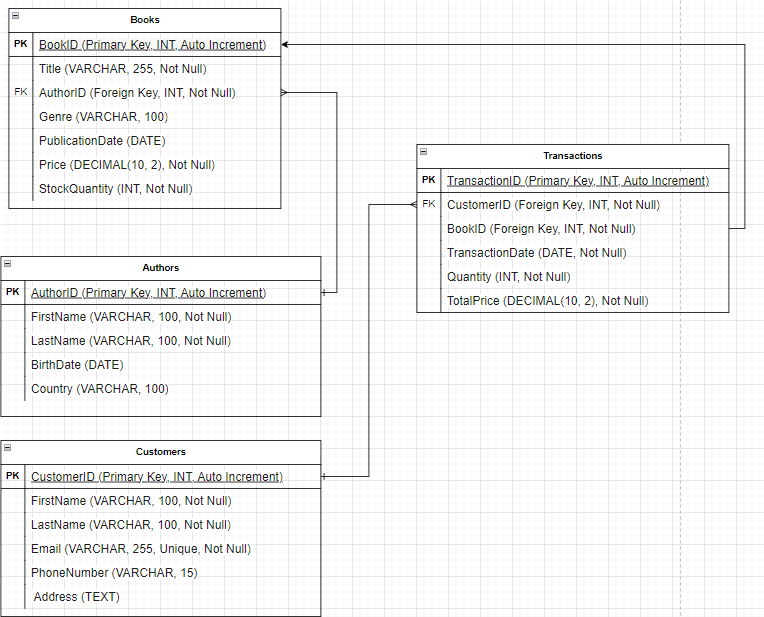 Books
PK BookID (Primary Key, INT, Auto Increment)
Title (VARCHAR, 255, Not Null)
FK AuthorID (Foreign Key, INT, Not Null)
Genre (VARCHAR, 100)
PublicationDate (DATE)
Price (DECIMAL(10, 2), Not Null)
StockQuantity (INT, Not Null)
Authors
PK AuthorID (Primary Key, INT, Auto Increment)
FirstName (VARCHAR, 100, Not Null)
LastName (VARCHAR, 100, Not Null)
BirthDate (DATE)
Country (VARCHAR, 100)
Customers
PK CustomerID (Primary Key, INT, Auto Increment)
FirstName (VARCHAR, 100, Not Null)
LastName (VARCHAR, 100, Not Null)
Email (VARCHAR, 255, Unique, Not Null)
PhoneNumber (VARCHAR, 15)
Address (TEXT)
Transactions
PK TransactionID (Primary Key, INT, Auto Increment)
FK CustomerID (Foreign Key, INT, Not Null)
BookID (Foreign Key, INT, Not Null)
TransactionDate (DATE, Not Null)
Quantity (INT, Not Null)
TotalPrice (DECIMAL(10, 2), Not Null)